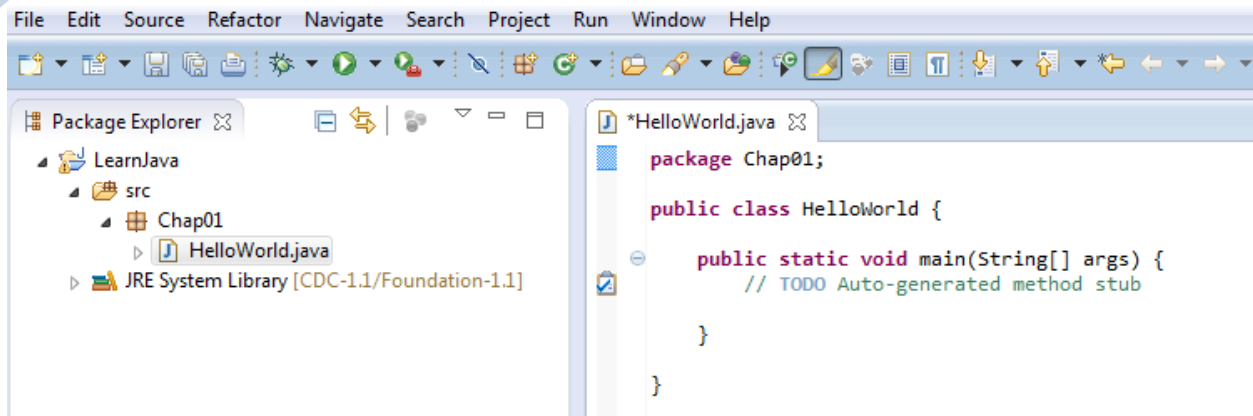 File Edit Source Refactor Navigate Search Project Run Window Help
Package Explorer
LearnJava
src
Chap01
HelloWorld.java
JRE System Library [CDC-1.1/Foundation-1.1]
*HelloWorld.java
package Chap01;
public class HelloWorld {
public static void main(String[] args) {
// TODO Auto-generated method stub
}
}